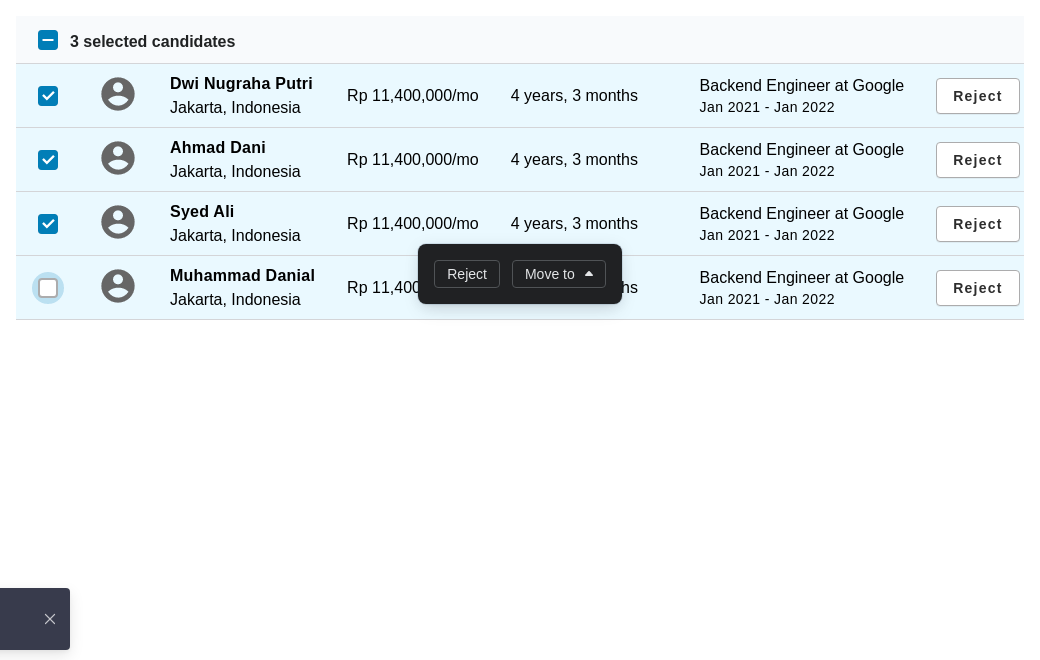 3 selected candidates
Dwi Nugraha Putri
Jakarta, Indonesia
Rp 11,400,000/mo
4 years, 3 months
Backend Engineer at Google
Jan 2021 - Jan 2022
Reject
Ahmad Dani
Jakarta, Indonesia
Rp 11,400,000/mo
4 years, 3 months
Backend Engineer at Google
Jan 2021 - Jan 2022
Reject
Syed Ali
Jakarta, Indonesia
Rp 11,400,000/mo
4 years, 3 months
Backend Engineer at Google
Jan 2021 - Jan 2022
Reject
Muhammad Danial
Jakarta, Indonesia
Rp 11,400
Reject
Move to
Backend Engineer at Google
Jan 2021 - Jan 2022
Reject